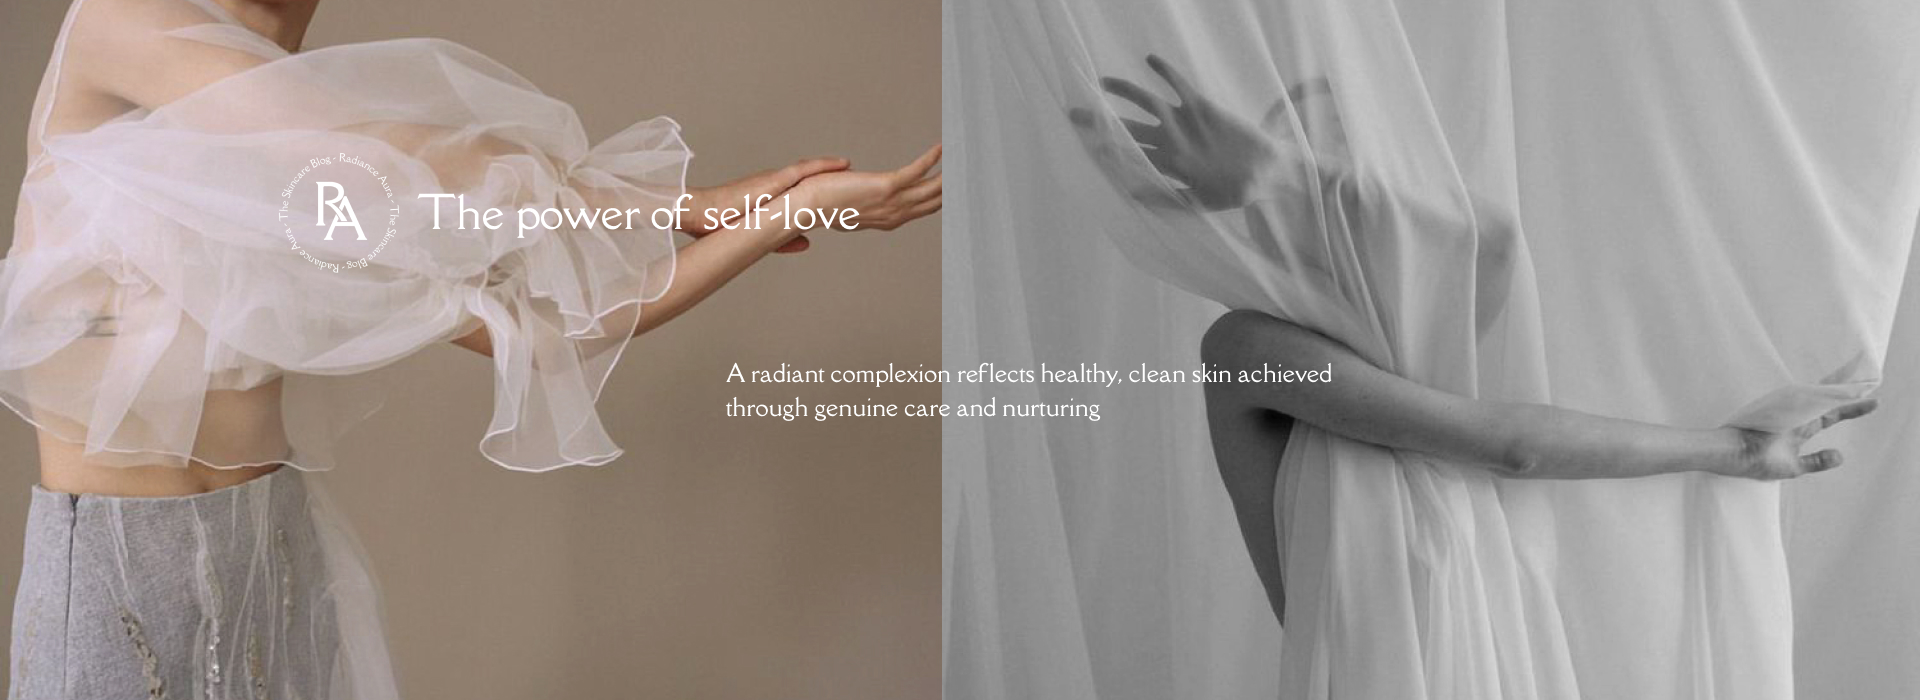 The Skincare Blog - Radiance Aura - The Skincare Blog - Radiance Aura -
RA
The power of self-love
A radiant complexion reflects healthy, clean skin achieved
through genuine care and nurturing